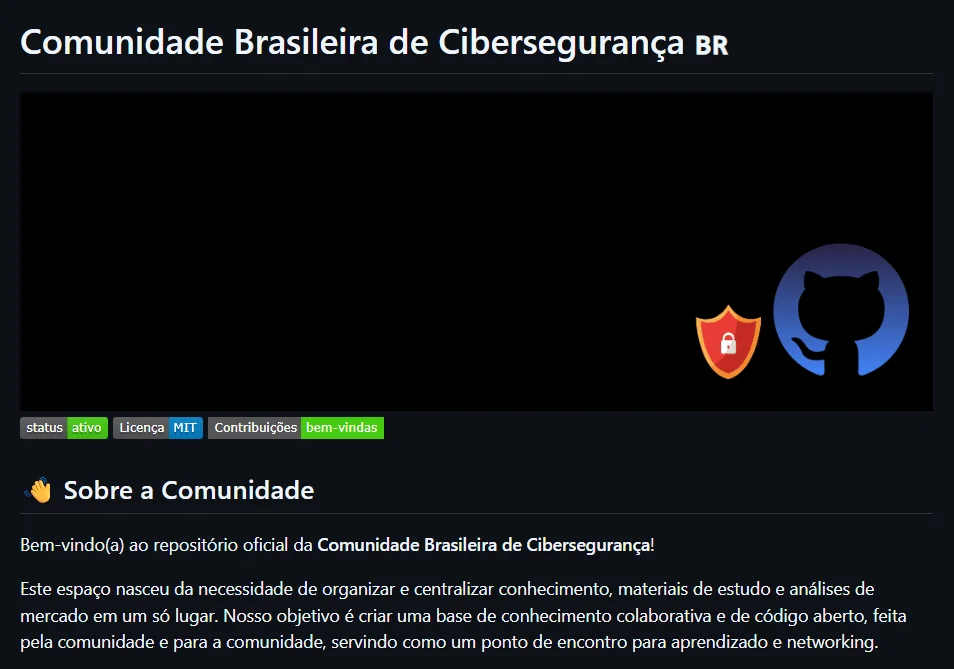 Comunidade Brasileira de Cibersegurança BR
status ativo Licença MIT Contribuições bem-vindas
👋 Sobre a Comunidade
Bem-vindo(a) ao repositório oficial da Comunidade Brasileira de Cibersegurança!
Este espaço nasceu da necessidade de organizar e centralizar conhecimento, materiais de estudo e análises de
mercado em um só lugar. Nosso objetivo é criar uma base de conhecimento colaborativa e de código aberto, feita
pela comunidade e para a comunidade, servindo como um ponto de encontro para aprendizado e networking.